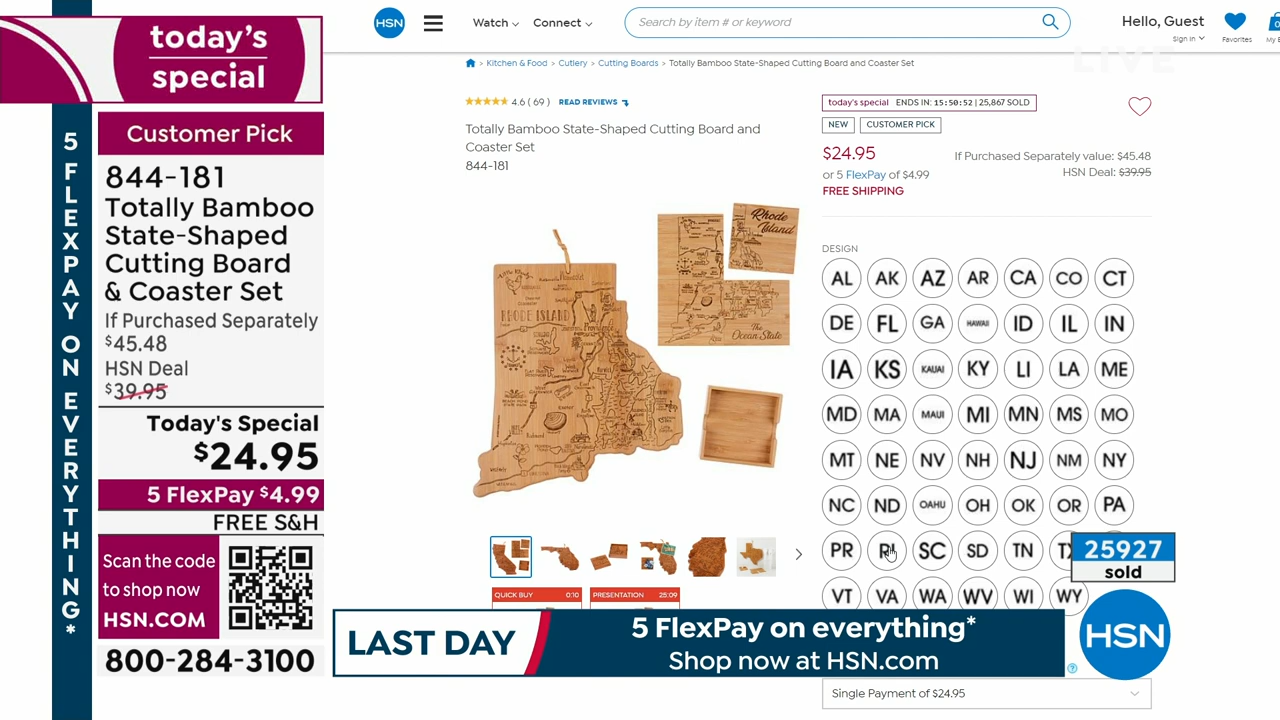 today's
special
5 FLEXPAY ON EVERYTHING*
Customer Pick
844-181
Totally Bamboo
State-Shaped
Cutting Board
& Coaster Set
If Purchased Separately
$45.48
HSN Deal
$39.95
Today's Special
$24.95
5 FlexPay $4.99
FREE S&H
Scan the code
to shop now
HSN.COM
800-284-3100
HSN
Watch
Connect
Search by item # or keyword
Hello, Guest
Sign In
Favorites
LIVE
Kitchen & Food > Cutlery > Cutting Boards > Totally Bamboo State-Shaped Cutting Board and Coaster Set
4.6 ( 69 ) READ REVIEWS
Totally Bamboo State-Shaped Cutting Board and
Coaster Set
844-181
today's special ENDS IN: 15:50:52 | 25,867 SOLD
NEW CUSTOMER PICK
$24.95
If Purchased Separately value: $45.48
or 5 FlexPay of $4.99
HSN Deal: $39.95
FREE SHIPPING
Rhode
Island
RHODE ISLAND
Providence
The
Ocean State
DESIGN
AL AK AZ AR CA CO CT
DE FL GA HAWAII ID IL IN
IA KS KAUAI KY LI LA ME
MD MA MAUI MI MN MS MO
MT NE NV NH NJ NM NY
NC ND OAHU OH OK OR PA
PR RI SC SD TN TX
VT VA WA WV WI WY
25927
sold
QUICK BUY 0:10
PRESENTATION 25:09
LAST DAY
5 FlexPay on everything*
Shop now at HSN.com
HSN
Single Payment of $24.95